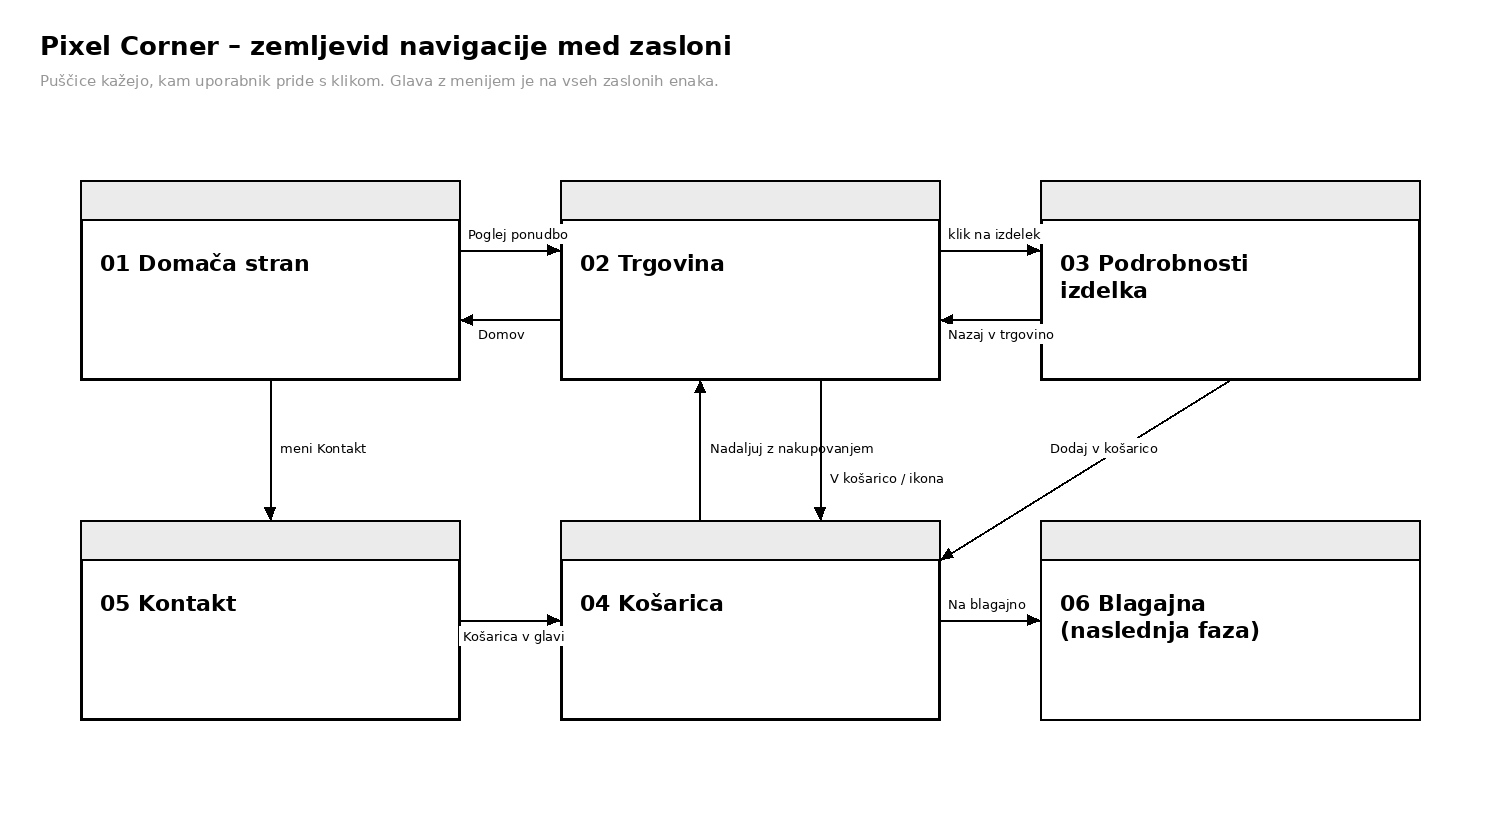 Pixel Corner – zemljevid navigacije med zasloni
Puščice kažejo, kam uporabnik pride s klikom. Glava z menijem je na vseh zaslonih enaka.
Poglej ponudbo
klik na izdelek
01 Domača stran
02 Trgovina
03 Podrobnosti
izdelka
Domov
Nazaj v trgovino
meni Kontakt
Nadaljuj z nakupovanjem
Dodaj v košarico
V košarico / ikona
05 Kontakt
04 Košarica
Na blagajno
06 Blagajna
(naslednja faza)
Košarica v glavi